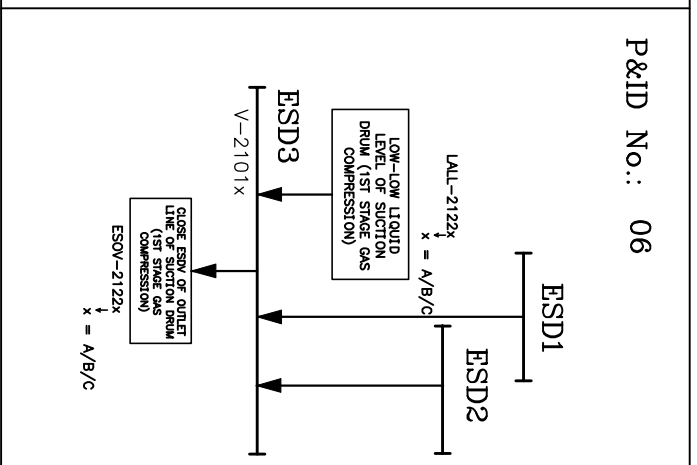 P&ID No.: 06
ESD1
ESD2
LALL-2122x
x = A/B/C
LOW-LOW LIQUID
LEVEL OF SUCTION
DRUM (1ST STAGE GAS
COMPRESSION)
ESD3
V-2101x
CLOSE ESDV OF OUTLET
LINE OF SUCTION DRUM
(1ST STAGE GAS
COMPRESSION)
ESOV-2122x
x = A/B/C